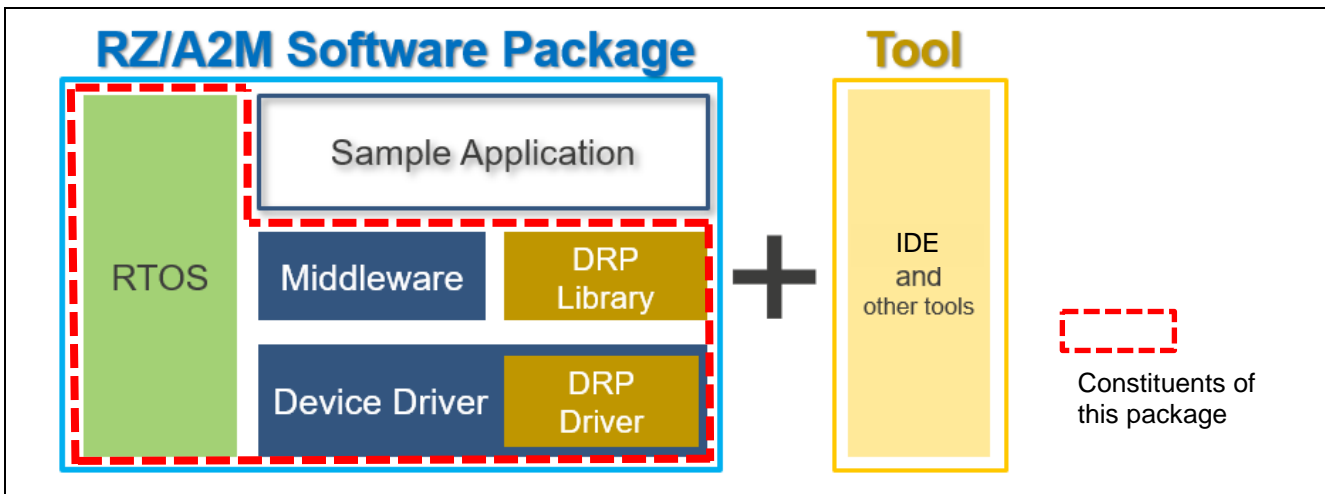 RZ/A2M Software Package
Tool
RTOS
Sample Application
Middleware
DRP
Library
Device Driver
DRP
Driver
IDE
and
other tools
Constituents of
this package